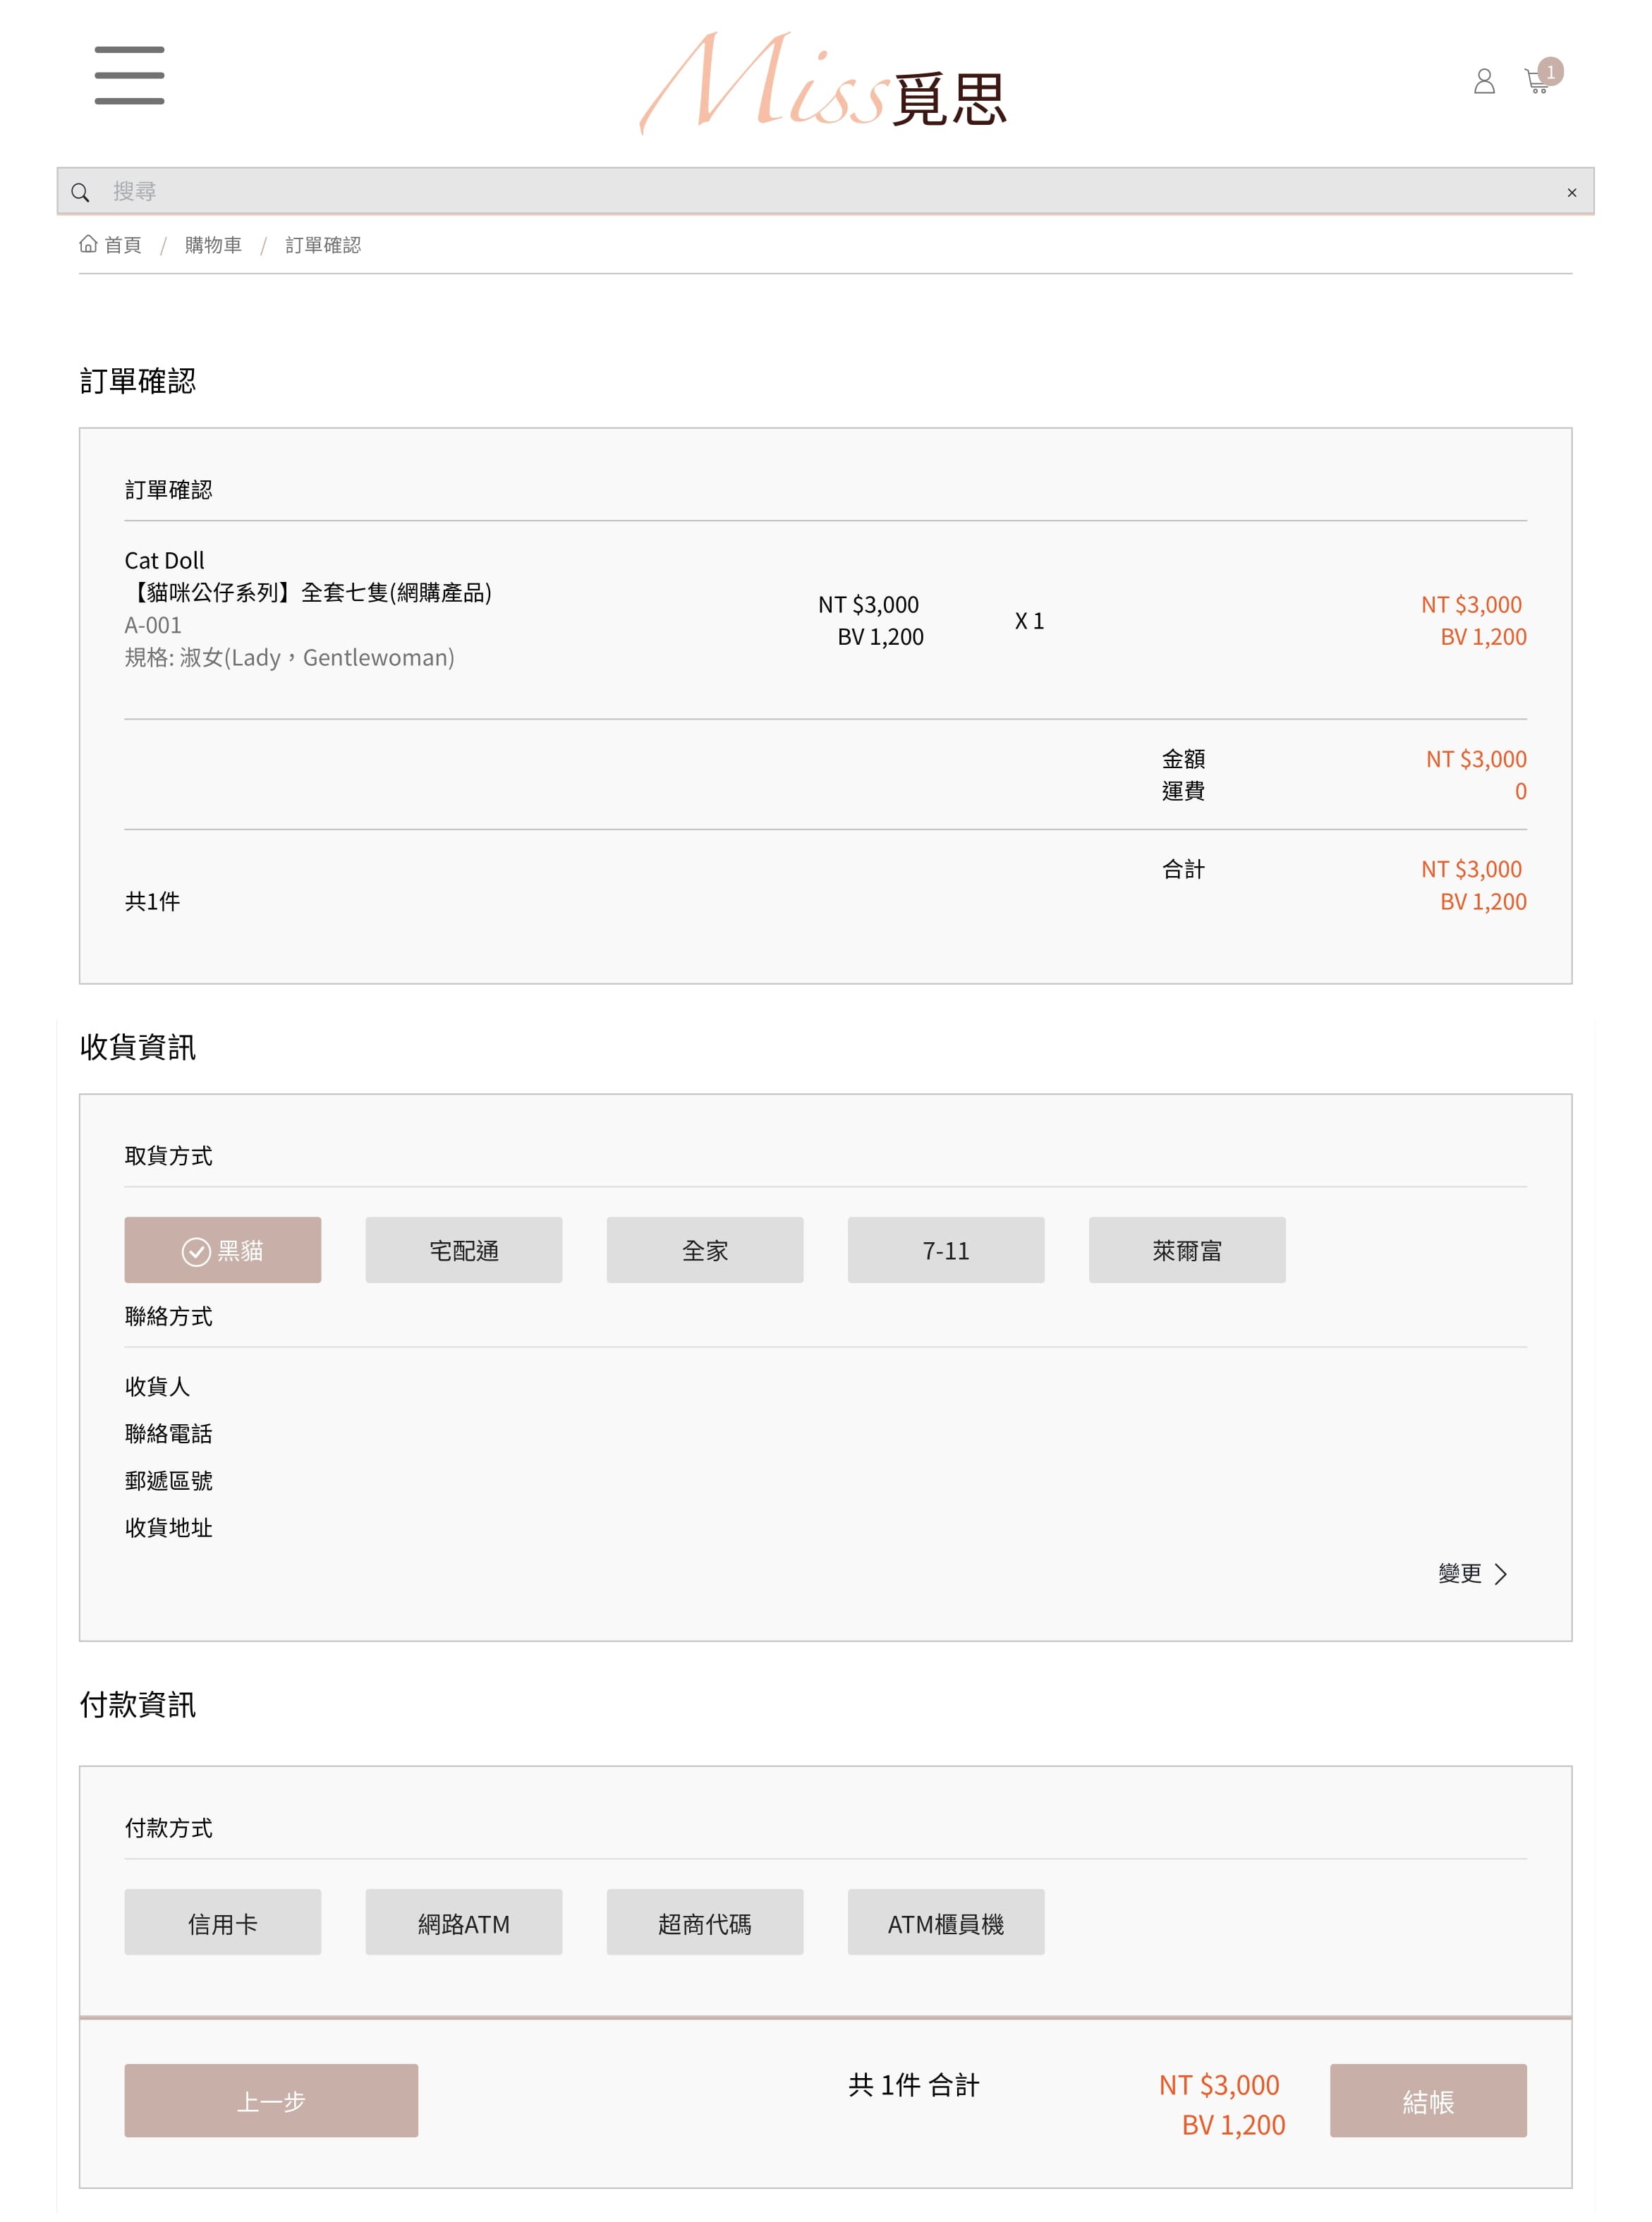 Miss覓思
1
搜尋 ×
首頁 / 購物車 / 訂單確認
訂單確認
訂單確認
Cat Doll
【貓咪公仔系列】全套七隻(網購產品)
A-001
規格: 淑女(Lady，Gentlewoman)
NT $3,000
BV 1,200
X 1
NT $3,000
BV 1,200
金額 NT $3,000
運費 0
合計 NT $3,000
共1件 BV 1,200
收貨資訊
取貨方式
黑貓 宅配通 全家 7-11 萊爾富
聯絡方式
收貨人
聯絡電話
郵遞區號
收貨地址
變更
付款資訊
付款方式
信用卡 網路ATM 超商代碼 ATM櫃員機
上一步
共 1件 合計
NT $3,000
BV 1,200
結帳